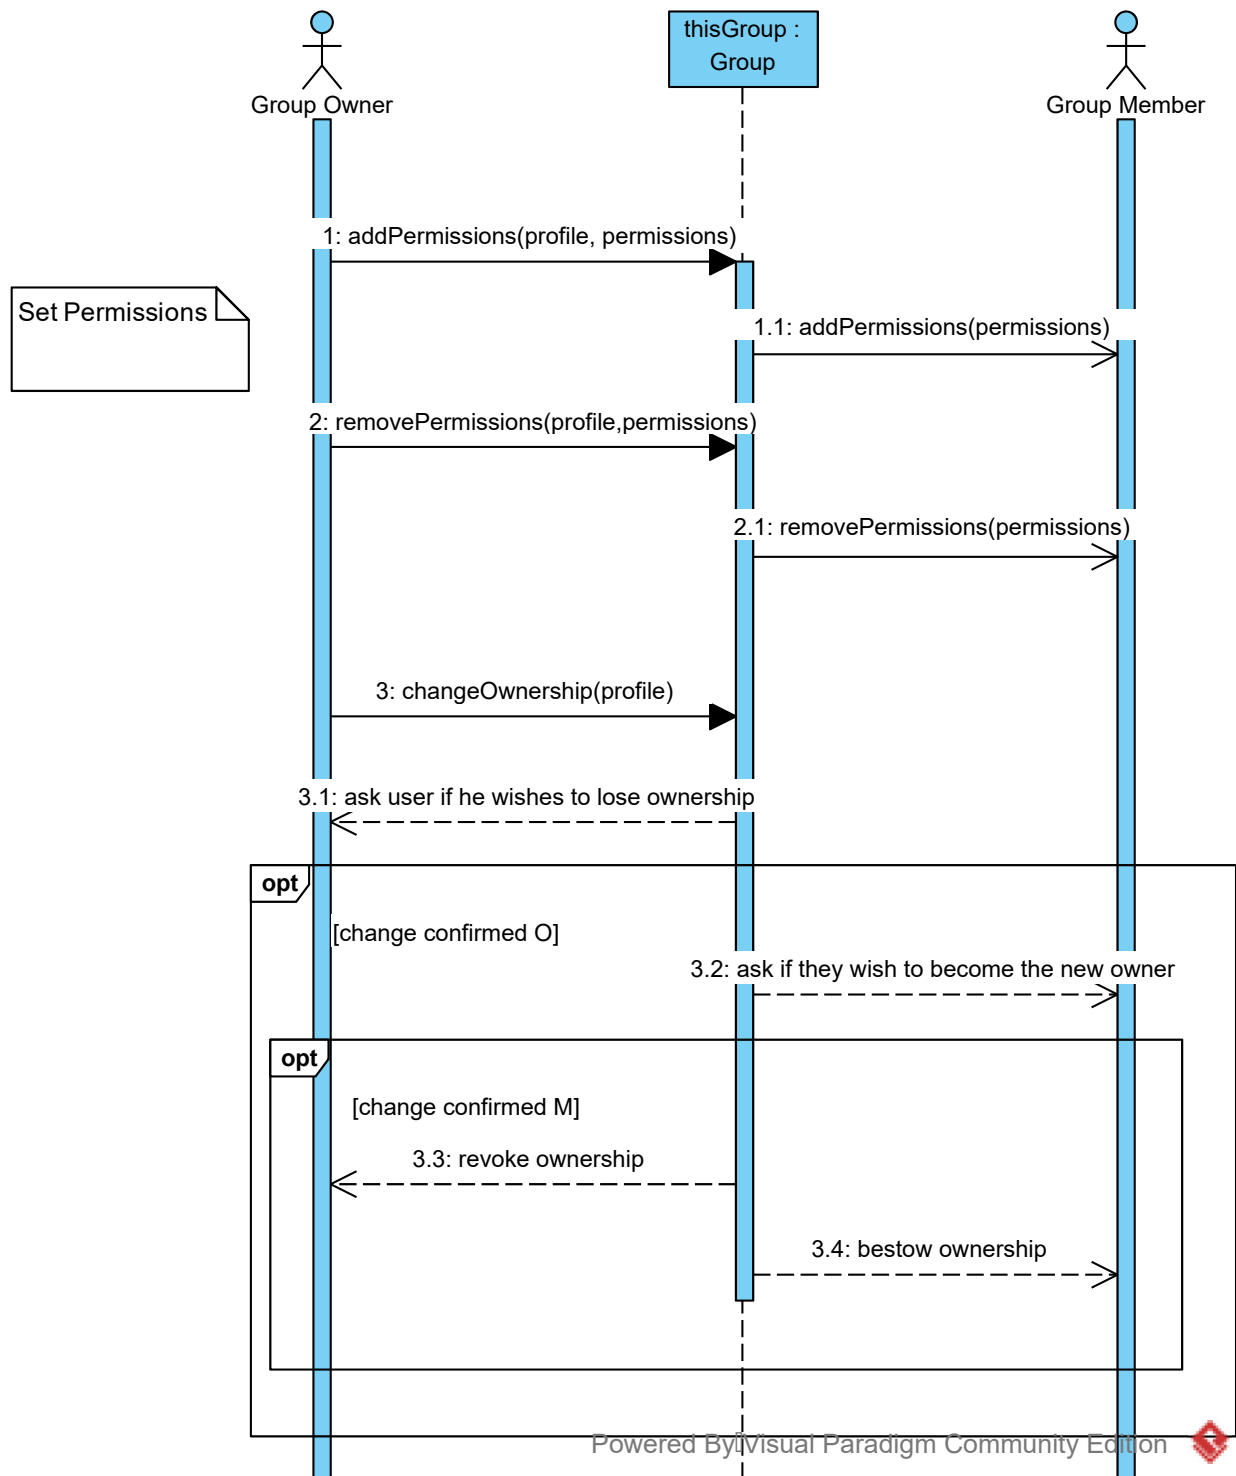 thisGroup :
Group
Group Owner
Group Member
1: addPermissions(profile, permissions)
Set Permissions
1.1: addPermissions(permissions)
2: removePermissions(profile,permissions)
2.1: removePermissions(permissions)
3: changeOwnership(profile)
3.1: ask user if he wishes to lose ownership
opt
[change confirmed O]
3.2: ask if they wish to become the new owner
opt
[change confirmed M]
3.3: revoke ownership
3.4: bestow ownership
Powered By Visual Paradigm Community Edition